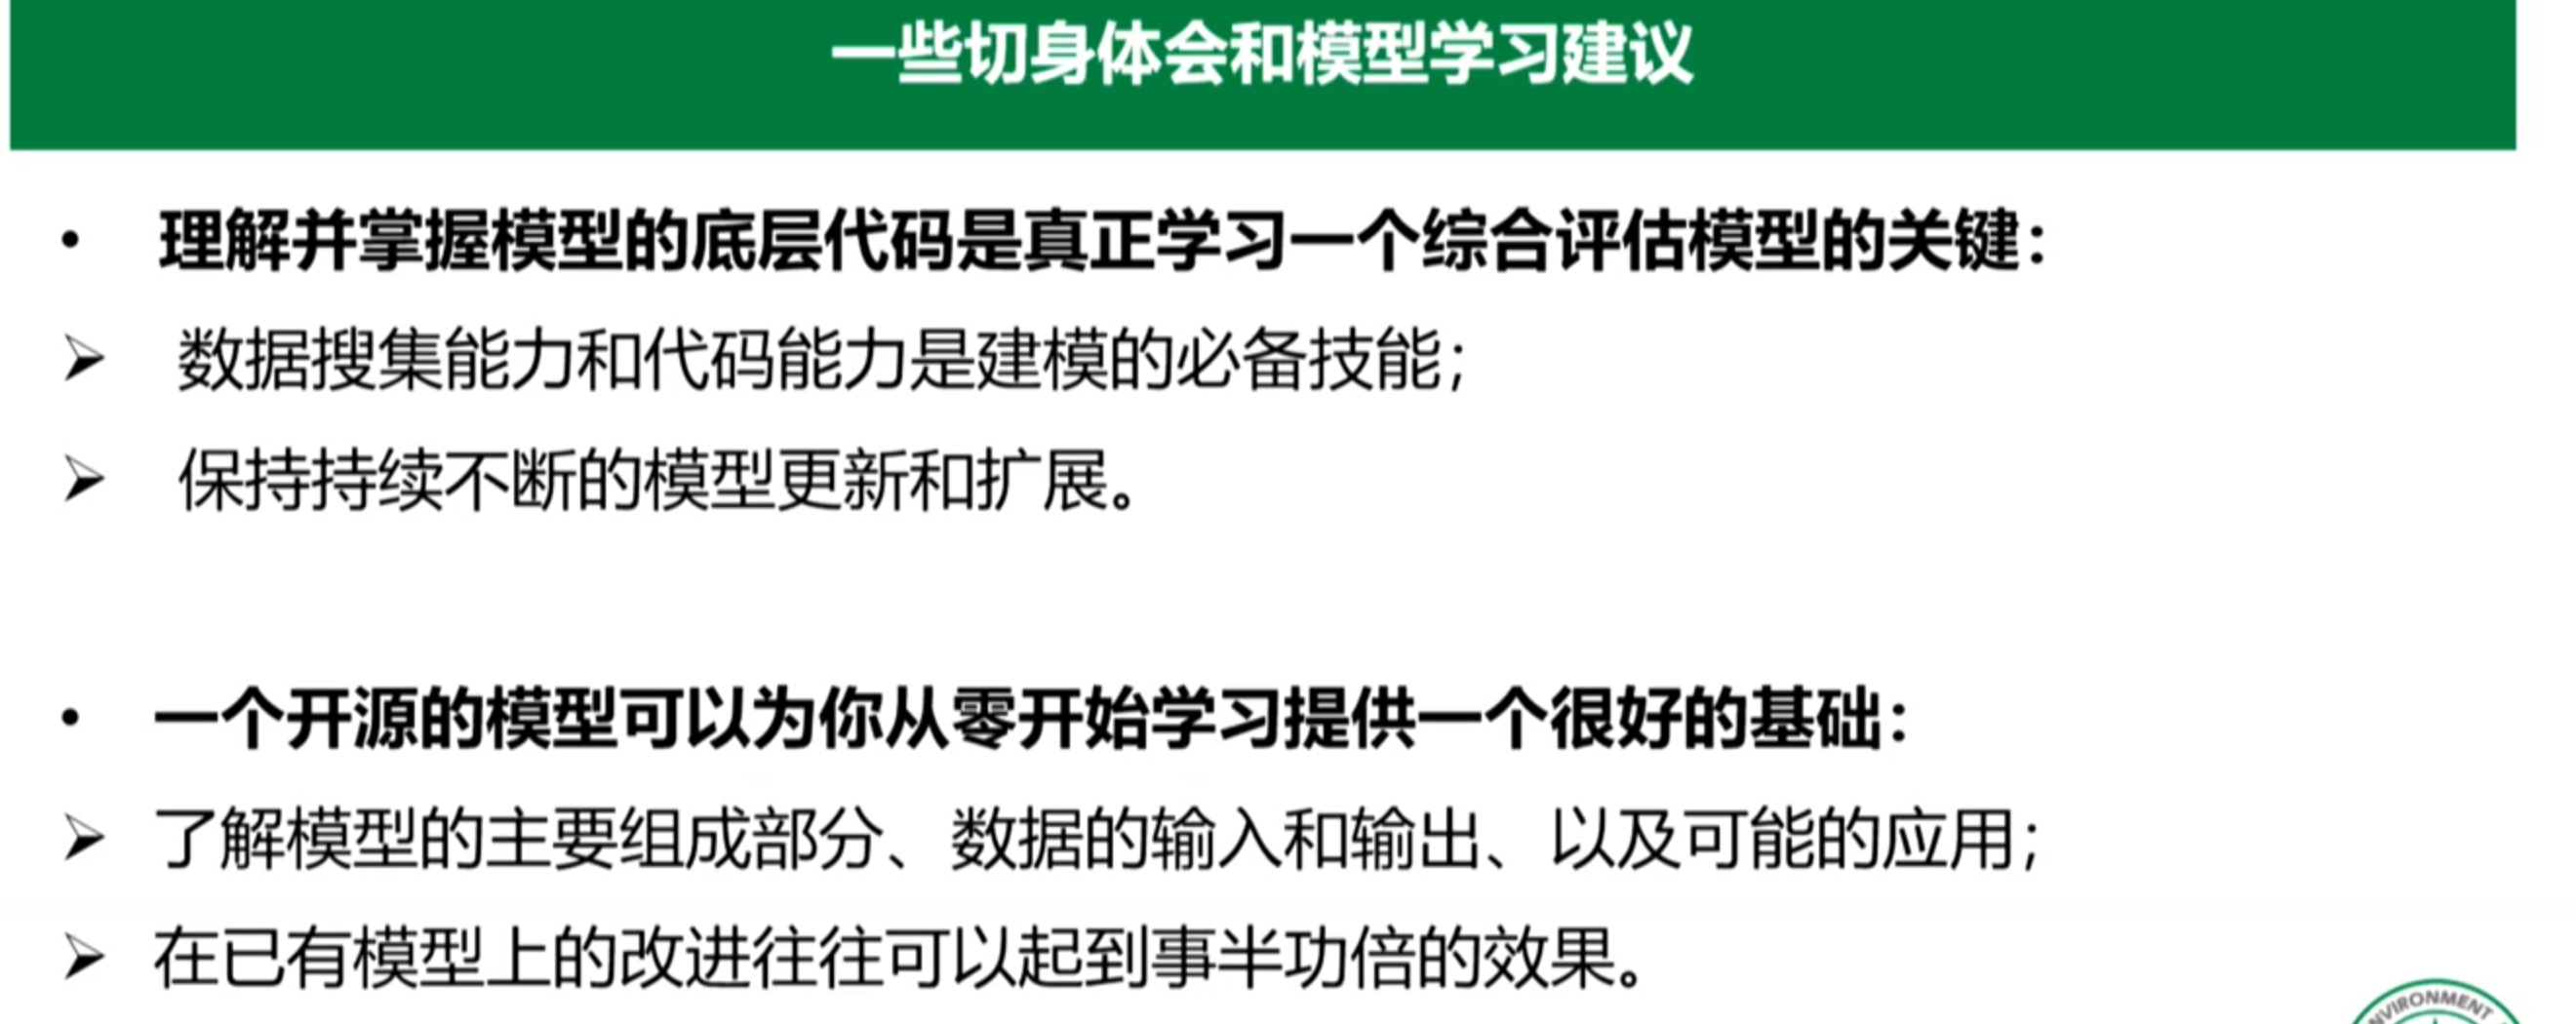 一些切身体会和模型学习建议
• 理解并掌握模型的底层代码是真正学习一个综合评估模型的关键：
➢ 数据搜集能力和代码能力是建模的必备技能；
➢ 保持持续不断的模型更新和扩展。
• 一个开源的模型可以为你从零开始学习提供一个很好的基础：
➢ 了解模型的主要组成部分、数据的输入和输出、以及可能的应用；
➢ 在已有模型上的改进往往可以起到事半功倍的效果。